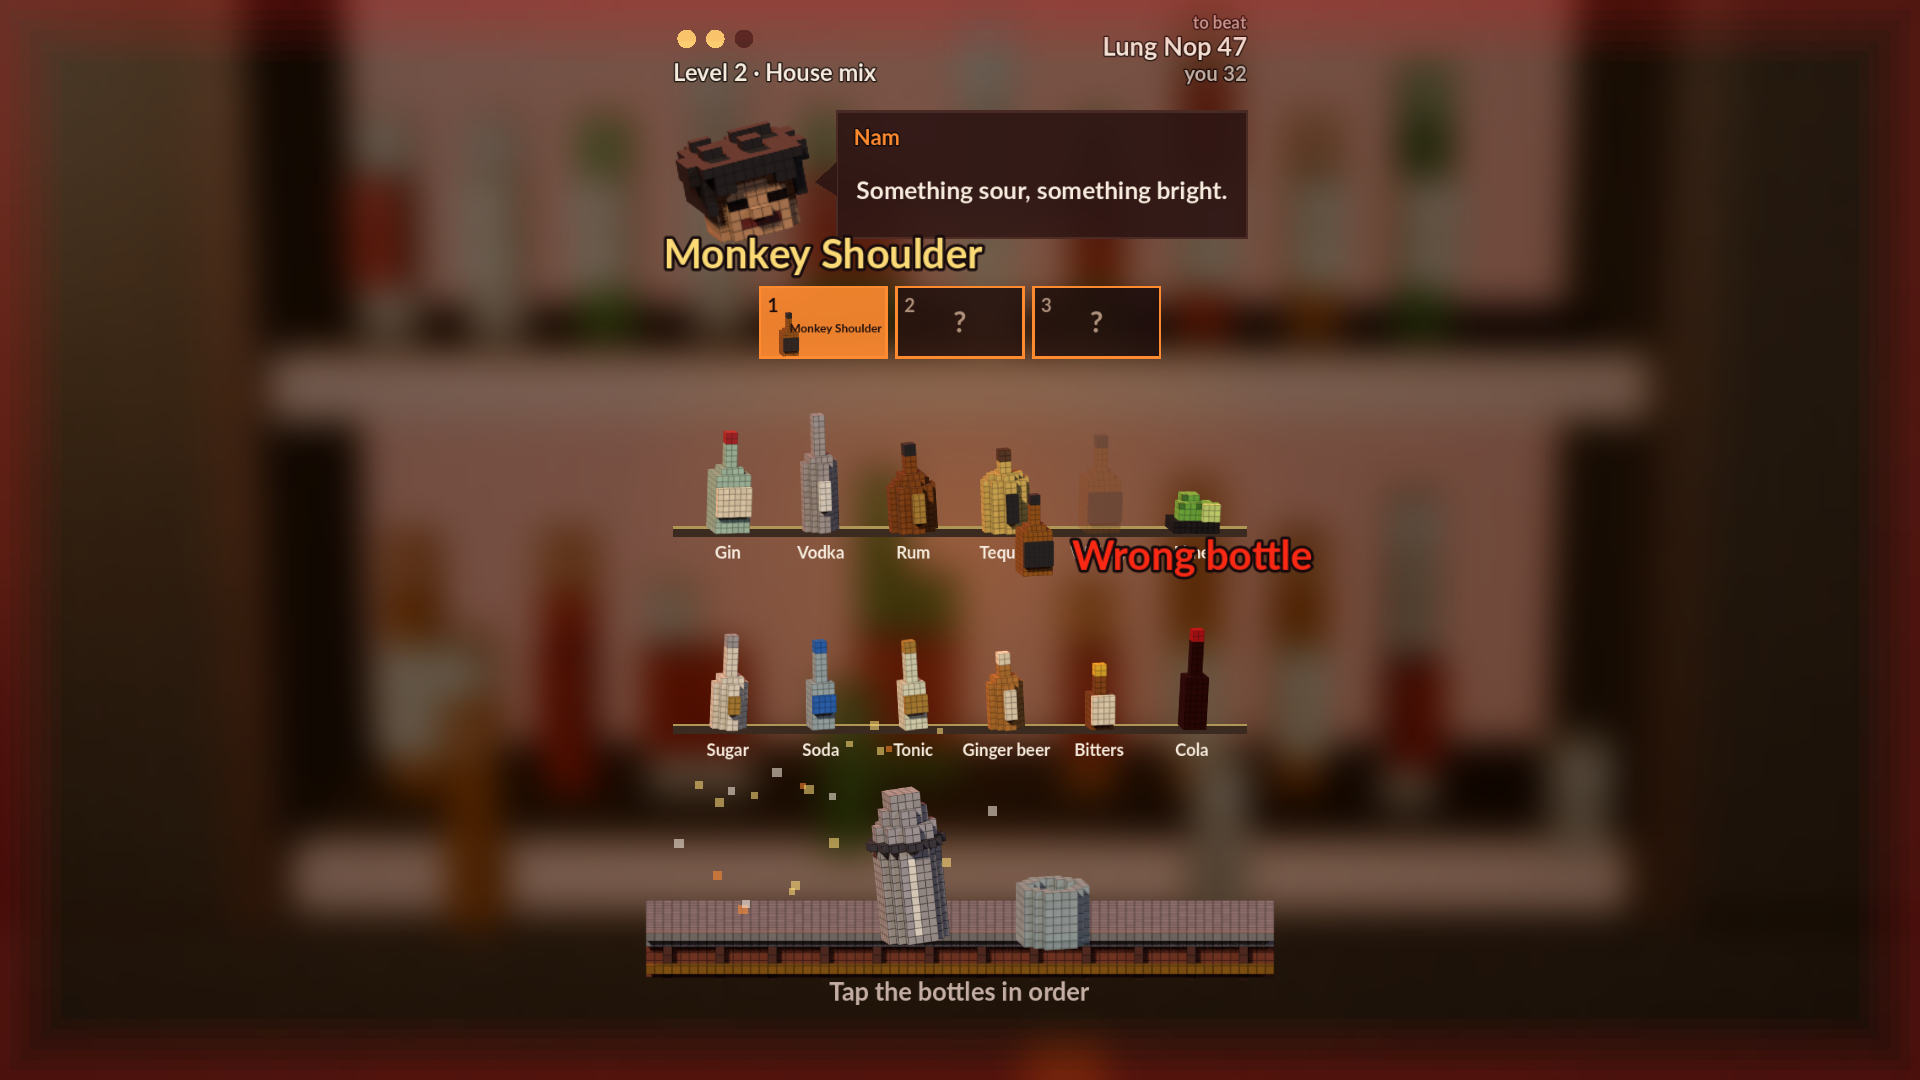 to beat
Lung Nop 47
you 32
Level 2 · House mix
Nam
Something sour, something bright.
Monkey Shoulder
1
Monkey Shoulder
2
?
3
?
Gin
Vodka
Rum
Wrong bottle
Sugar
Soda
Tonic
Ginger beer
Bitters
Cola
Tap the bottles in order